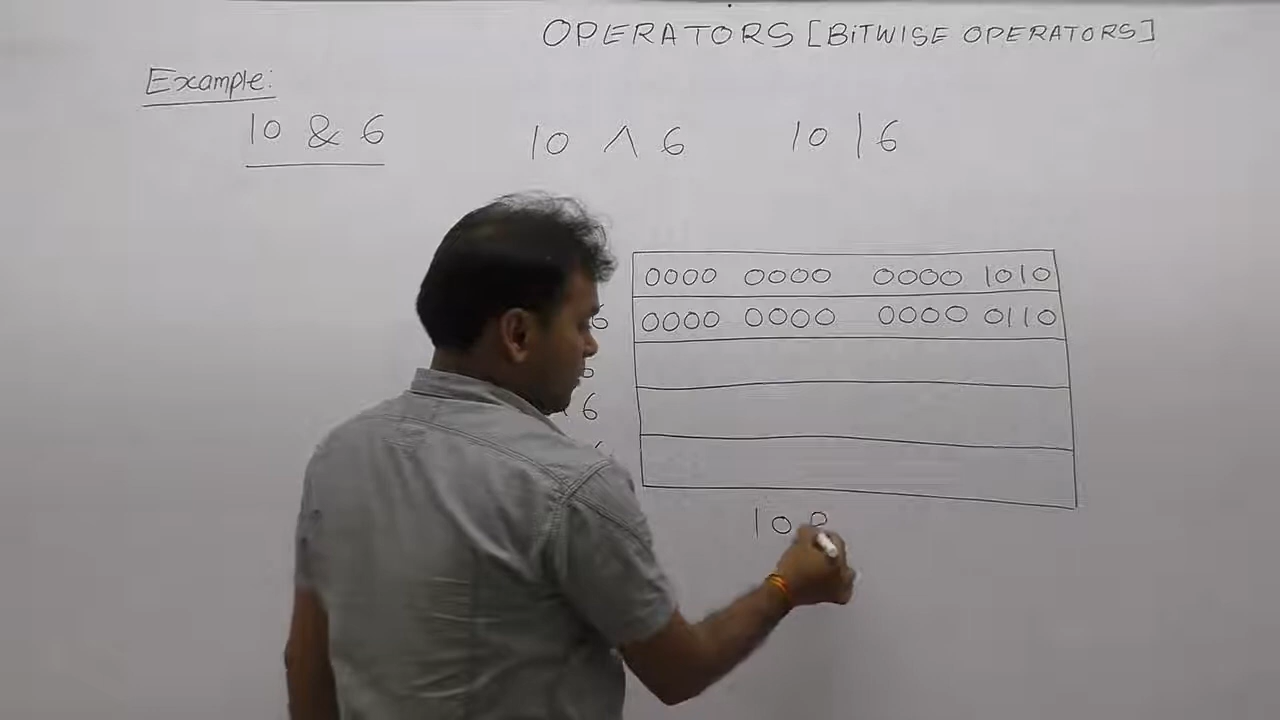 OPERATORS [BiTWISE OPERATORS]
Example:
10 & 6
10 ^ 6
10 | 6
0000 0000 0000 1010
6 0000 0000 0000 0110
6
10